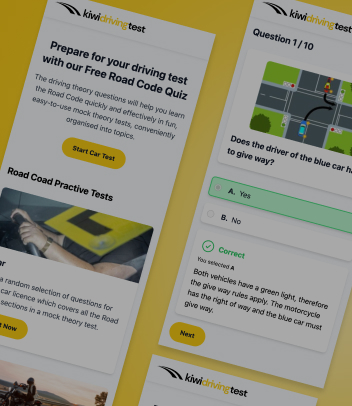 kiwidrivingtest
Prepare for your driving test
with our Free Road Code Quiz
The driving theory questions will help you learn
the Road Code quickly and effectively in fun,
easy-to-use mock theory tests, conveniently
organised into topics.
Start Car Test
Road Coad Practive Tests
a random selection of questions for
car licence which covers all the Road
sections in a mock theory test.
Now
kiwidrivingtest
Question 1 / 10
Does the driver of the blue car
to give way?
A. Yes
B. No
Correct
You selected A
Both vehicles have a green light, therefore
the give way rules apply. The motorcycle
has the right of way and the blue car must
give way.
Next
kiwidrivingtest